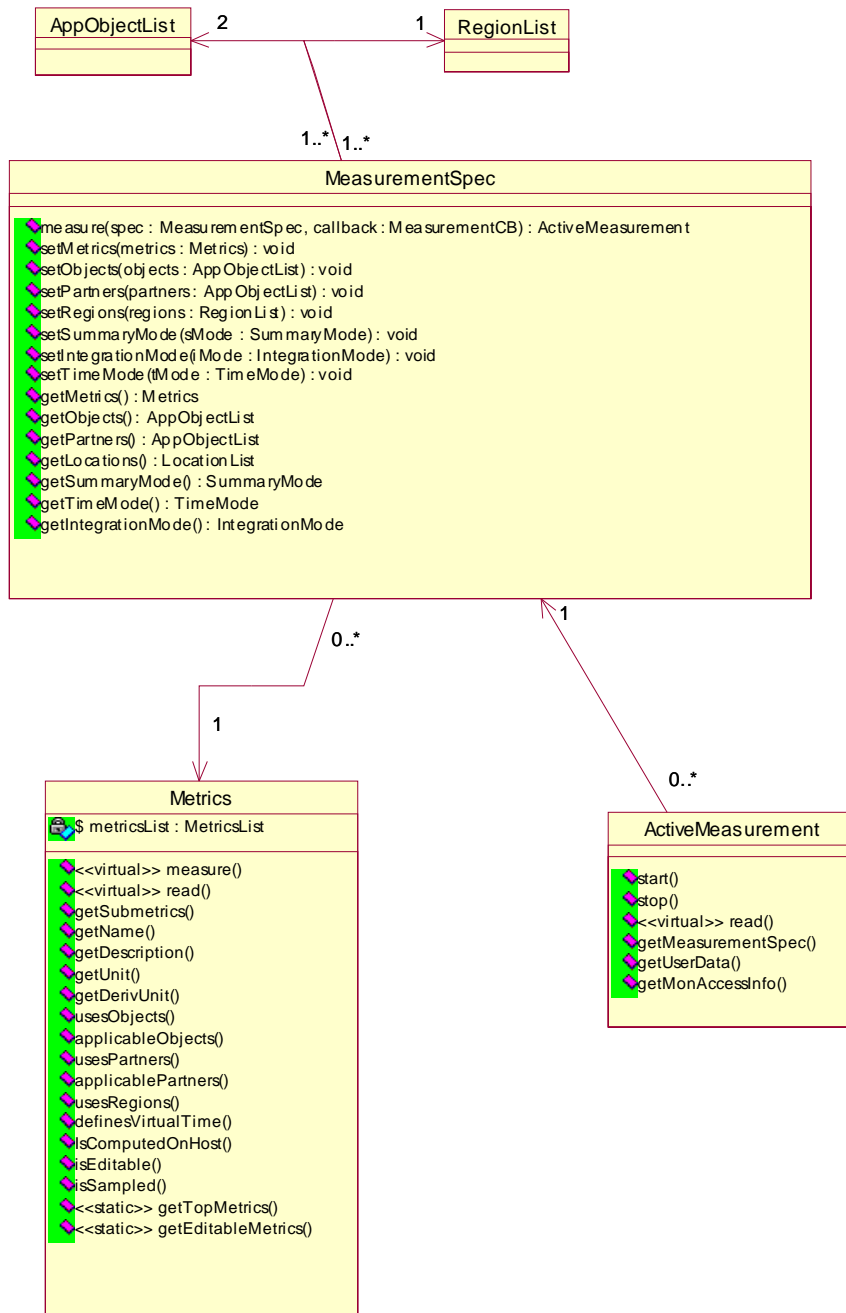 AppObjectList
2
1
RegionList
1..*
1..*
MeasurementSpec
measure(spec : MeasurementSpec, callback : MeasurementCB) : ActiveMeasurement
setMetrics(metrics : Metrics) : void
setObjects(objects : AppObjectList) : void
setPartners(partners : AppObjectList) : void
setRegions(regions : RegionList) : void
setSummaryMode(sMode : SummaryMode) : void
setIntegrationMode(iMode : IntegrationMode) : void
setTimeMode(tMode : TimeMode) : void
getMetrics() : Metrics
getObjects() : AppObjectList
getPartners() : AppObjectList
getLocations() : LocationList
getSummaryMode() : SummaryMode
getTimeMode() : TimeMode
getIntegrationMode() : IntegrationMode
0..*
1
1
0..*
Metrics
$ metricsList : MetricsList
<<virtual>> measure()
<<virtual>> read()
getSubmetrics()
getName()
getDescription()
getUnit()
getDerivUnit()
usesObjects()
applicableObjects()
usesPartners()
applicablePartners()
usesRegions()
definesVirtualTime()
IsComputedOnHost()
isEditable()
isSampled()
<<static>> getTopMetrics()
<<static>> getEditableMetrics()
ActiveMeasurement
start()
stop()
<<virtual>> read()
getMeasurementSpec()
getUserData()
getMonAccessInfo()